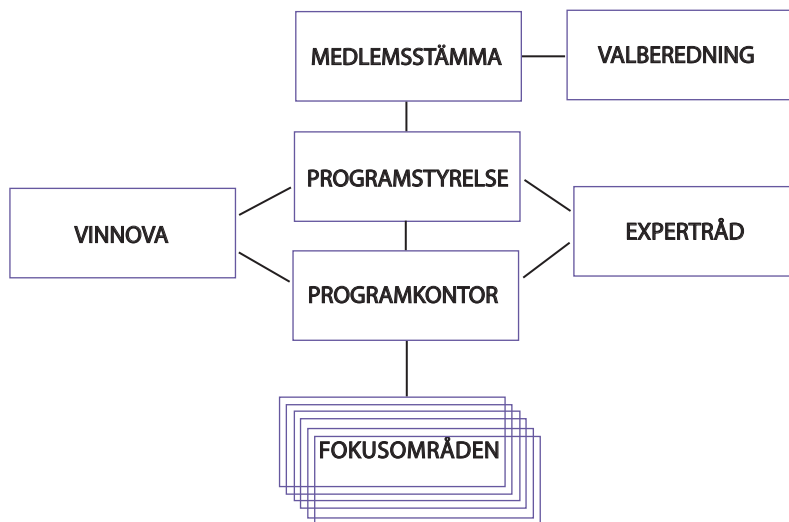 MEDLEMSSTÄMMA
VALBEREDNING
PROGRAMSTYRELSE
VINNOVA
EXPERTRÅD
PROGRAMKONTOR
FOKUSOMRÅDEN